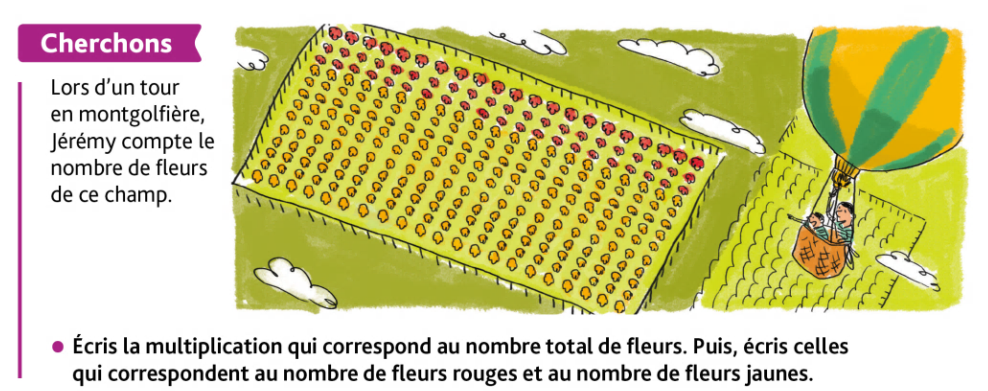 Cherchons
Lors d’un tour
en montgolfière,
Jérémy compte le
nombre de fleurs
de ce champ.
● Écris la multiplication qui correspond au nombre total de fleurs. Puis, écris celles
qui correspondent au nombre de fleurs rouges et au nombre de fleurs jaunes.